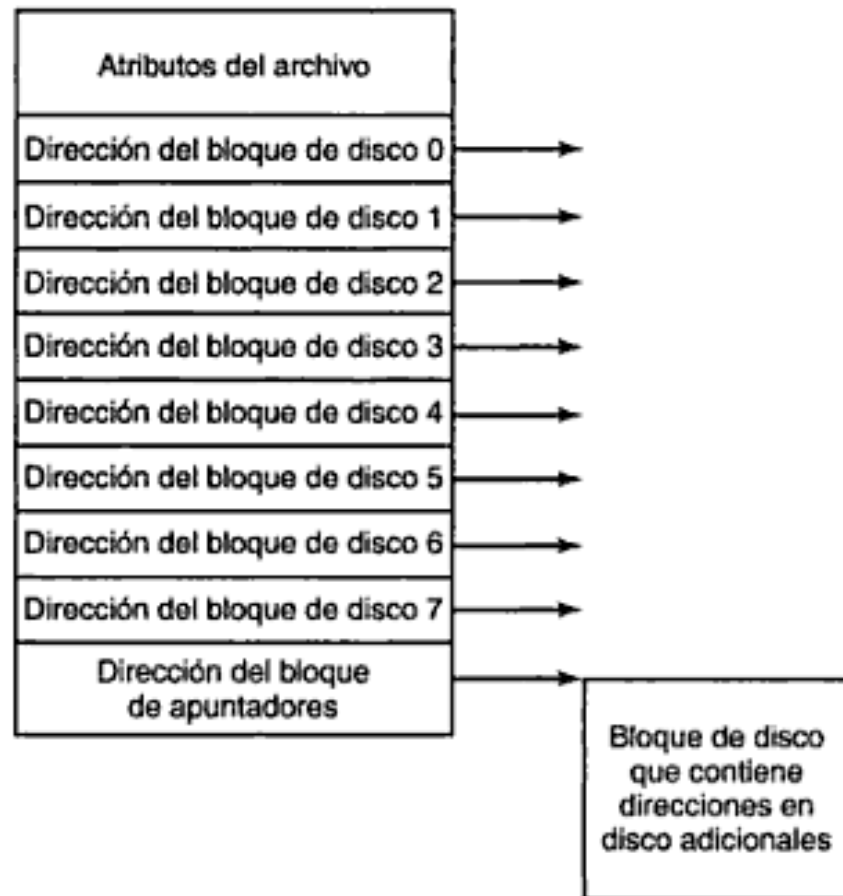 Atributos del archivo
Dirección del bloque de disco 0
Dirección del bloque de disco 1
Dirección del bloque de disco 2
Dirección del bloque de disco 3
Dirección del bloque de disco 4
Dirección del bloque de disco 5
Dirección del bloque de disco 6
Dirección del bloque de disco 7
Dirección del bloque
de apuntadores
Bloque de disco
que contiene
direcciones en
disco adicionales